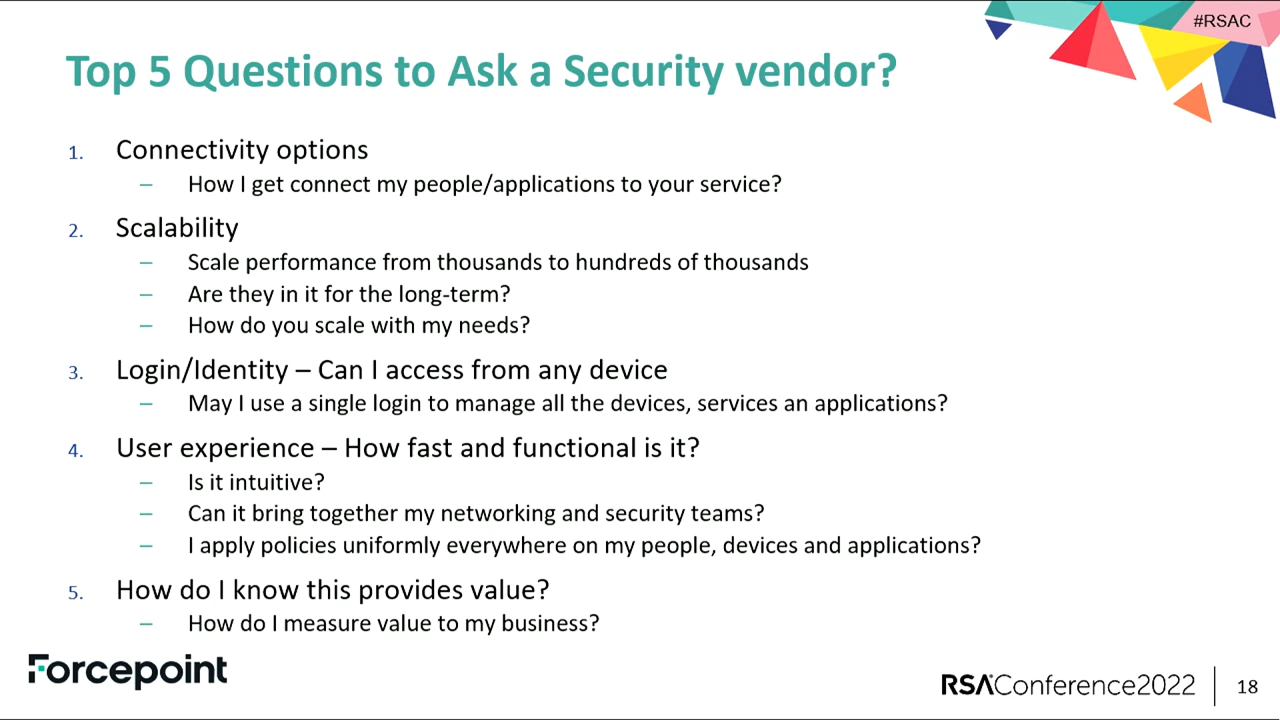 #RSAC
Top 5 Questions to Ask a Security vendor?
1. Connectivity options
– How I get connect my people/applications to your service?
2. Scalability
– Scale performance from thousands to hundreds of thousands
– Are they in it for the long-term?
– How do you scale with my needs?
3. Login/Identity – Can I access from any device
– May I use a single login to manage all the devices, services an applications?
4. User experience – How fast and functional is it?
– Is it intuitive?
– Can it bring together my networking and security teams?
– I apply policies uniformly everywhere on my people, devices and applications?
5. How do I know this provides value?
– How do I measure value to my business?
Forcepoint
RSAConference2022
18